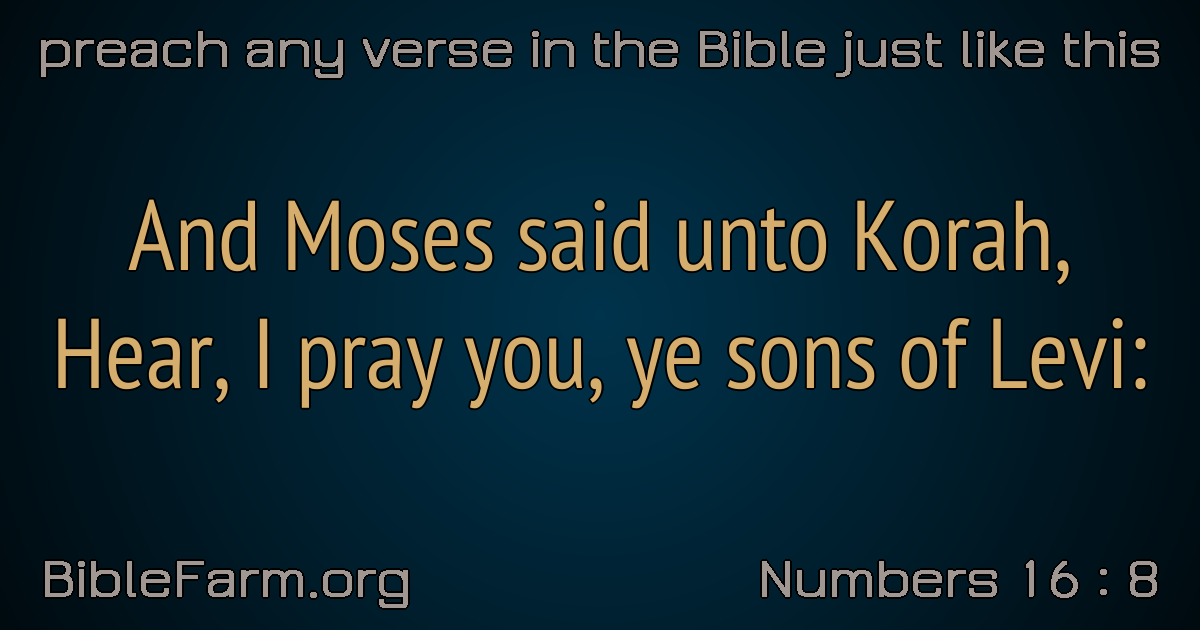 preach any verse in the Bible just like this
And Moses said unto Korah,
Hear, I pray you, ye sons of Levi:
BibleFarm.org
Numbers 16 : 8